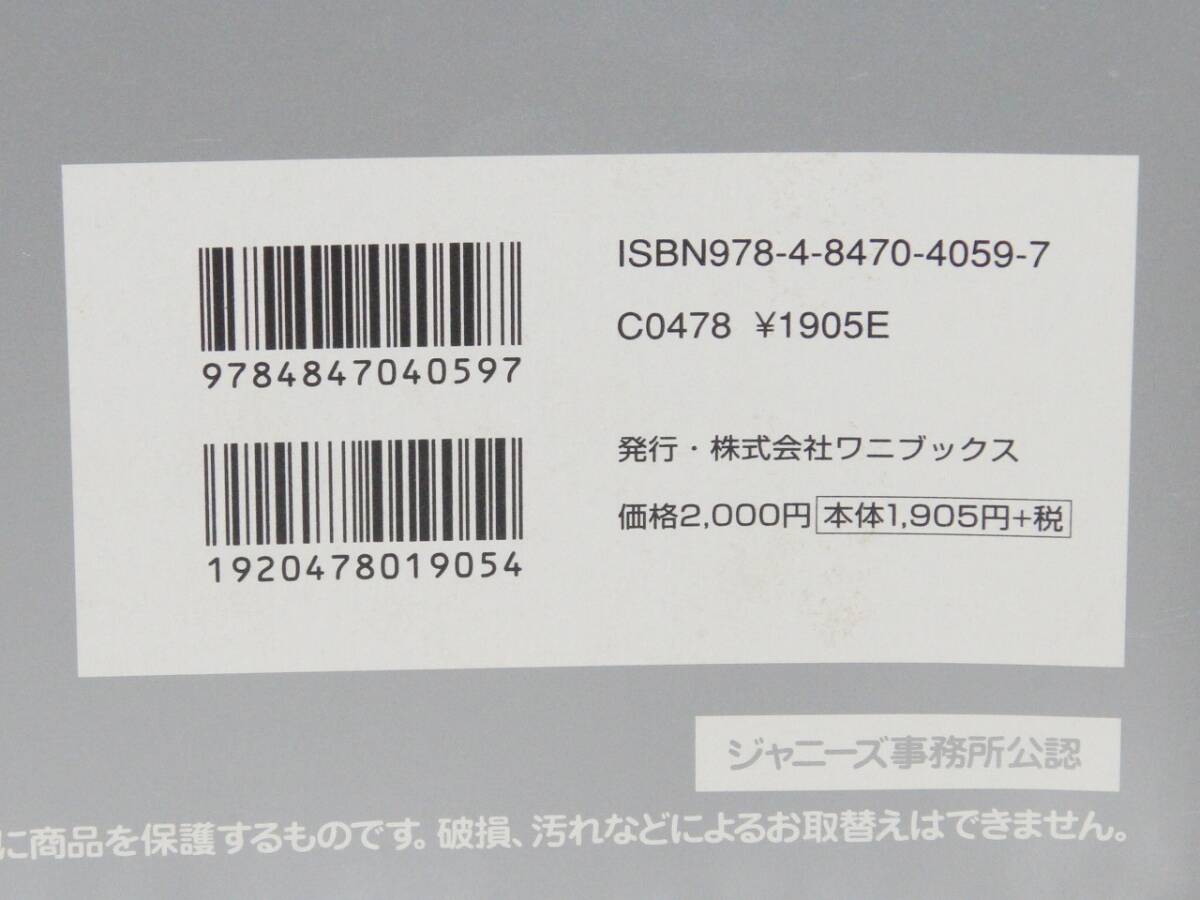 ISBN978-4-8470-4059-7
C0478 ¥1905E
9784847040597
1920478019054
発行・株式会社ワニブックス
価格2,000円 本体1,905円+税
ジャニーズ事務所公認
に商品を保護するものです。破損、汚れなどによるお取替えはできません。